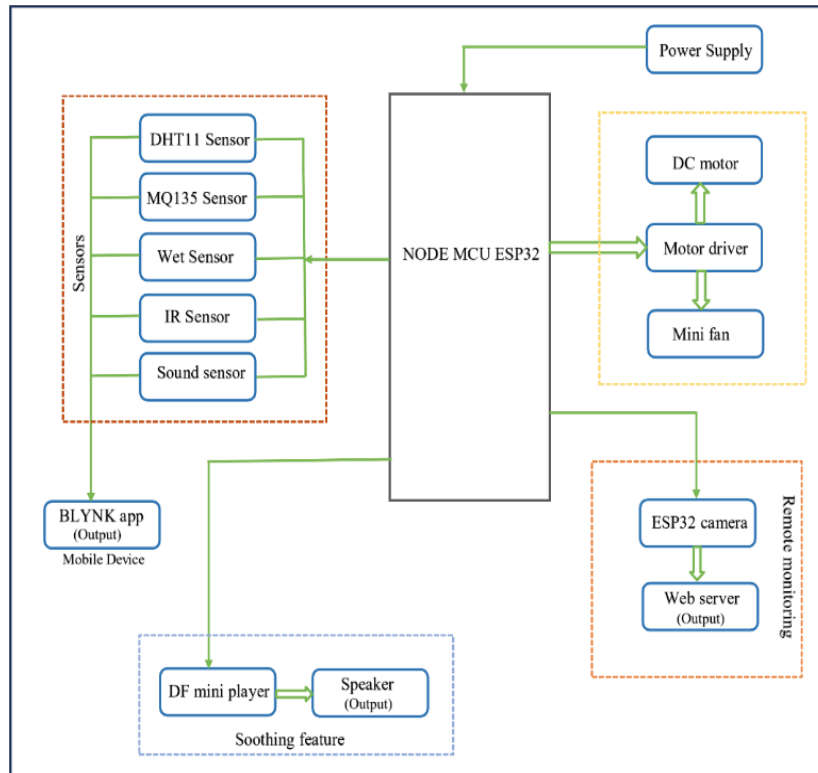 Power Supply
Sensors
DHT11 Sensor
MQ135 Sensor
Wet Sensor
IR Sensor
Sound sensor
NODE MCU ESP32
DC motor
Motor driver
Mini fan
BLYNK app
(Output)
Mobile Device
ESP32 camera
Web server
(Output)
Remote monitoring
DF mini player
Speaker
(Output)
Soothing feature